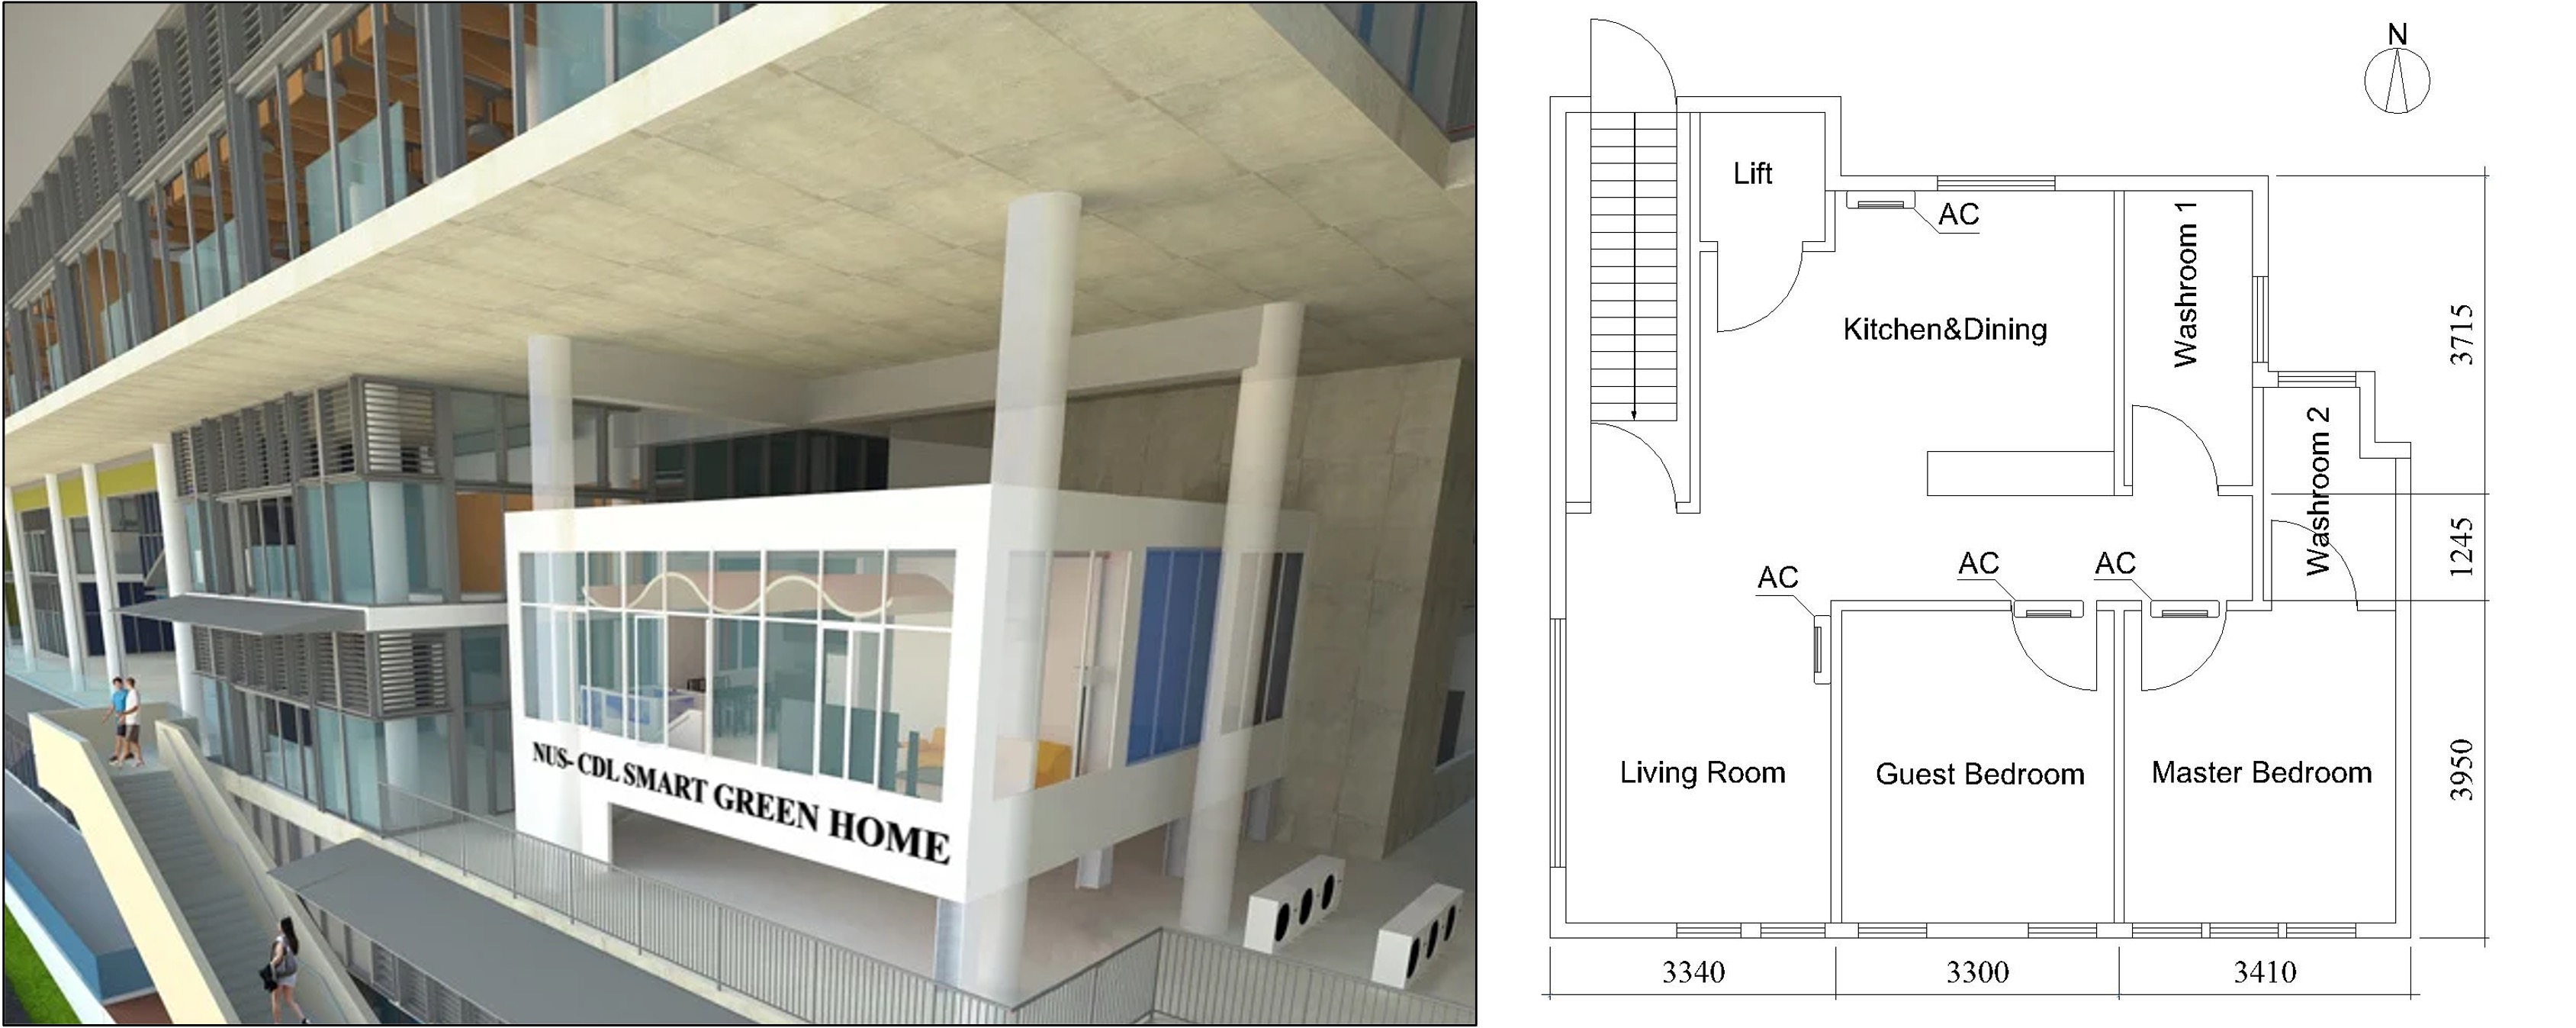 NUS-CDL SMART GREEN HOME
N
Lift
AC
Washroom 1
Kitchen&Dining
3715
Washroom 2
AC
AC
AC
1245
Living Room
Guest Bedroom
Master Bedroom
3950
3340
3300
3410